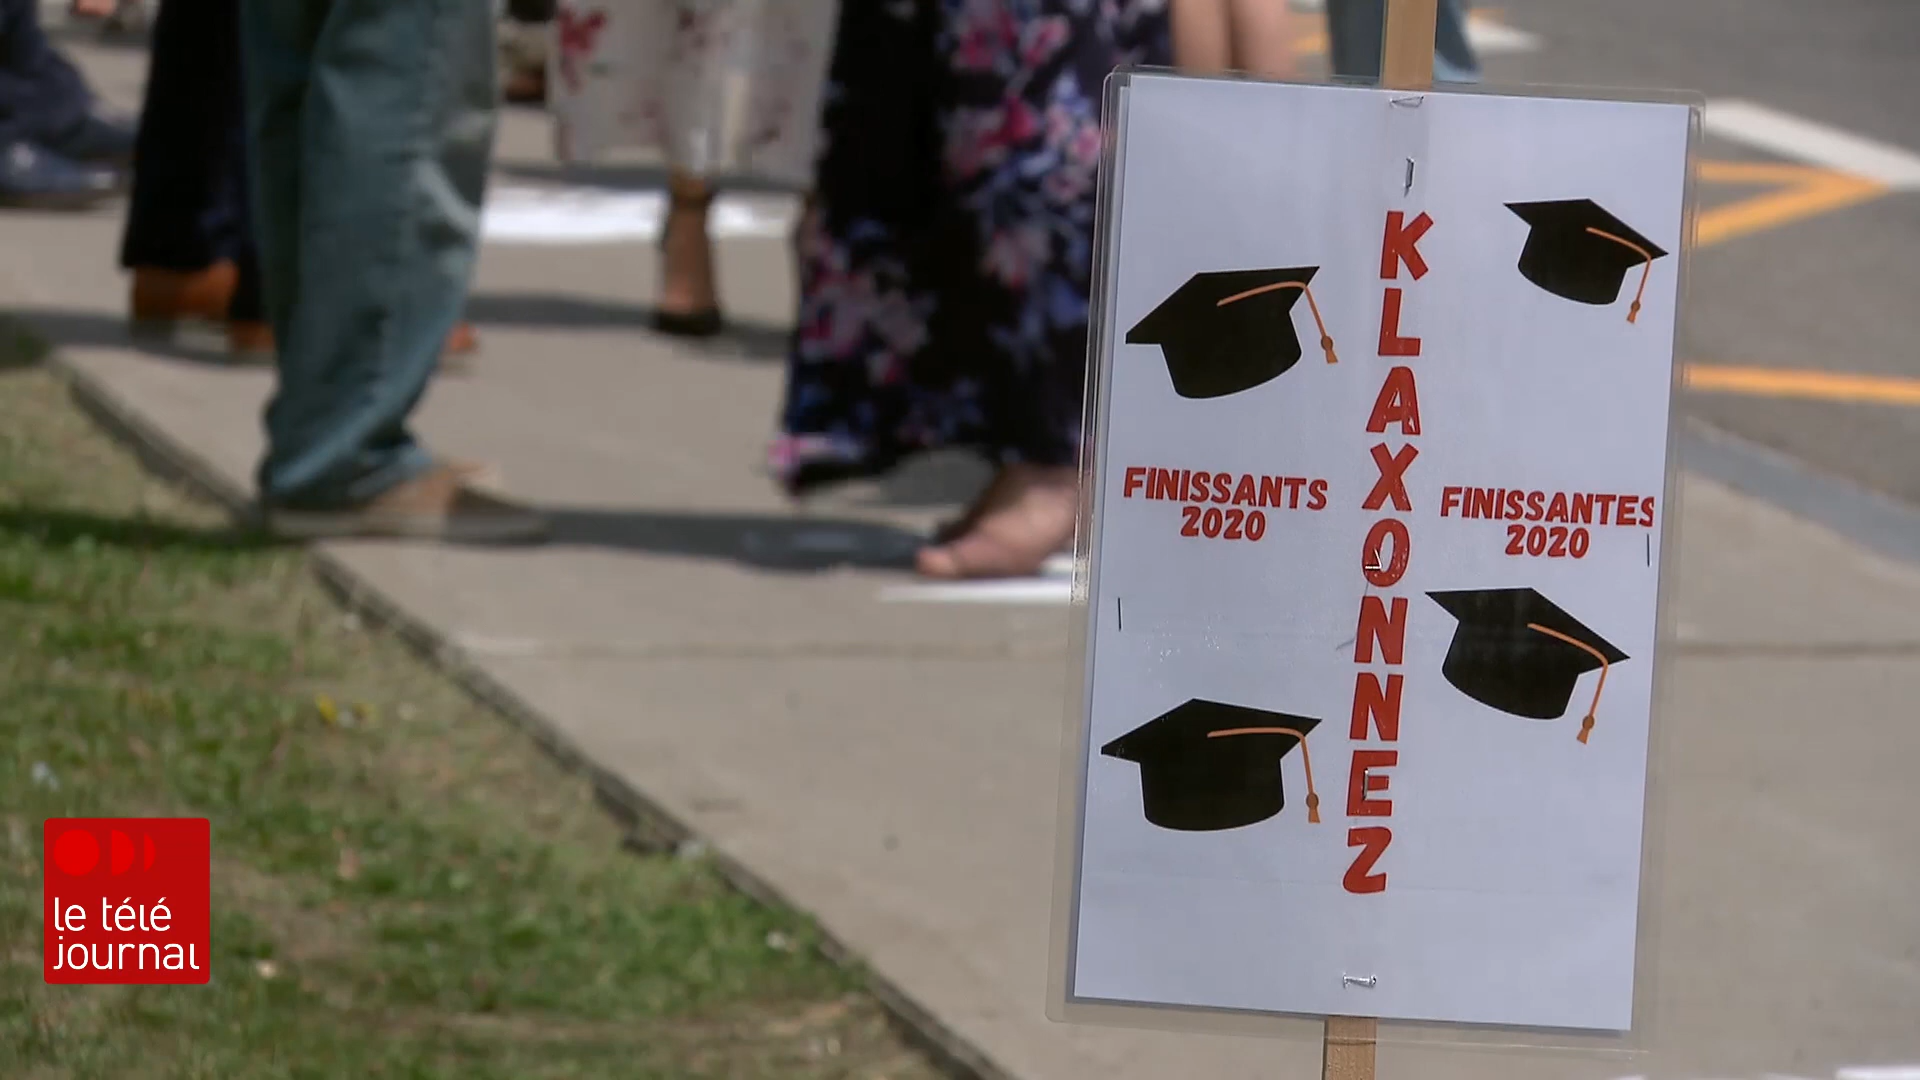 KLAXONNEZ
FINISSANTS
2020
FINISSANTES
2020
le télé
journal